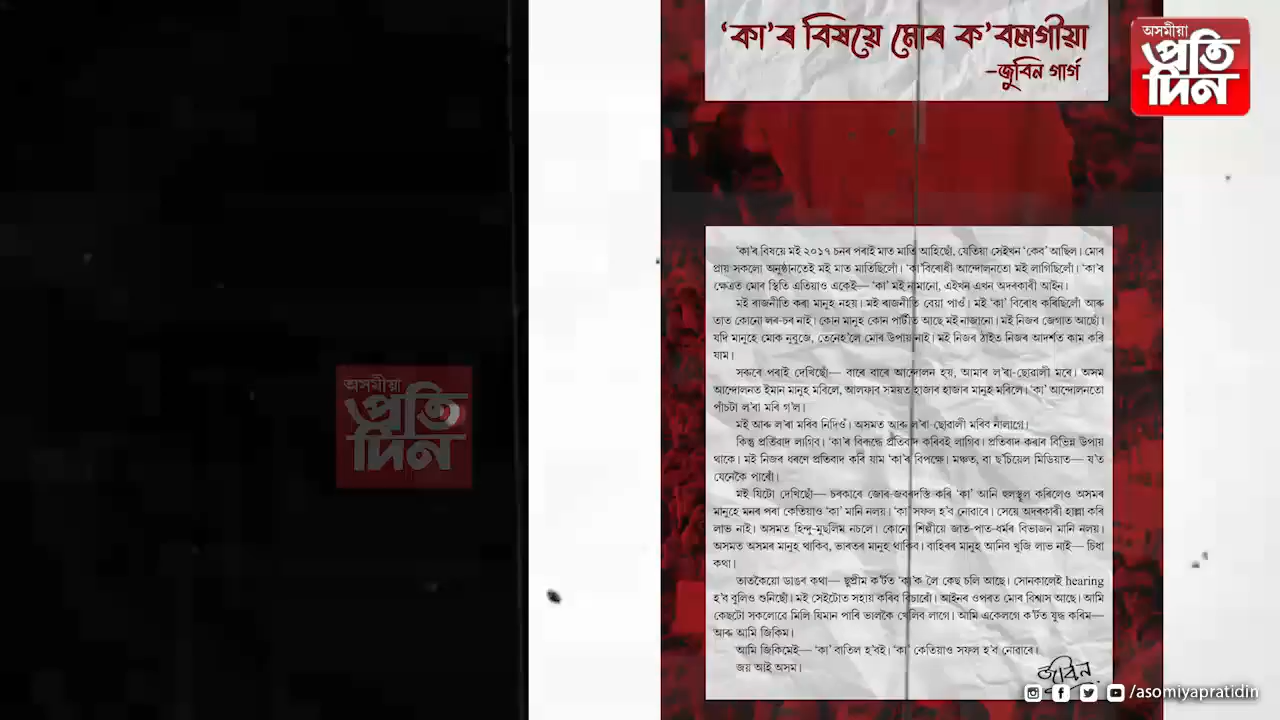 ‘কা’ৰ বিষয়ে মোৰ ক’বলগীয়া
–জুবিন গাৰ্গ
অসমীয়া
প্ৰতি
দিন
‘কা’ৰ বিষয়ে মই ২০১৭ চনৰ পৰাই মাত মাতি আহিছোঁ, যেতিয়া সেইখন ‘কেব’ আছিল। মোৰ
প্ৰায় সকলো অনুষ্ঠানতেই মই মাত মাতিছিলোঁ। ‘কা’বিৰোধী আন্দোলনতো মই লাগিছিলোঁ। ‘কা’ৰ
ক্ষেত্ৰত মোৰ স্থিতি এতিয়াও একেই— ‘কা’ মই নামানো, এইখন এখন অদৰকাৰী আইন।
মই ৰাজনীতি কৰা মানুহ নহয়। মই ৰাজনীতি বেয়া পাওঁ। মই ‘কা’ বিৰোধ কৰিছিলোঁ আৰু
তাত কোনো লৰ-চৰ নাই। কোন মানুহ কোন পাৰ্টীত আছে মই নাজানো। মই নিজৰ জেগাত আছোঁ।
যদি মানুহে মোক নুবুজে, তেনেহ’লে মোৰ উপায় নাই। মই নিজৰ ঠাইত নিজৰ আদৰ্শত কাম কৰি
যাম।
সৰুৰে পৰাই দেখিছোঁ— বাৰে বাৰে আন্দোলন হয়, আমাৰ ল’ৰা-ছোৱালী মৰে। অসম
আন্দোলনত ইমান মানুহ মৰিলে, আলফাৰ সময়ত হাজাৰ হাজাৰ মানুহ মৰিলে। ‘কা’ আন্দোলনতো
পাঁচটা ল’ৰা মৰি গ’ল।
মই আৰু ল’ৰা মৰিব নিদিওঁ। অসমত আৰু ল’ৰা-ছোৱালী মৰিব নালাগে।
কিন্তু প্ৰতিবাদ লাগিব। ‘কা’ৰ বিৰুদ্ধে প্ৰতিবাদ কৰিবই লাগিব। প্ৰতিবাদ কৰাৰ বিভিন্ন উপায়
থাকে। মই নিজৰ ধৰণে প্ৰতিবাদ কৰি যাম ‘কা’ৰ বিপক্ষে। মঞ্চত, বা ছ’চিয়েল মিডিয়াত— য’ত
যেনেকৈ পাৰোঁ।
মই যিটো দেখিছোঁ— চৰকাৰে জোৰ-জবৰদস্তি কৰি ‘কা’ আনি হুলস্থূল কৰিলেও অসমৰ
মানুহে মনৰ পৰা কেতিয়াও ‘কা’ মানি নলয়। ‘কা’ সফল হ’ব নোৱাৰে। সেয়ে অদৰকাৰী হাল্লা কৰি
লাভ নাই। অসমত হিন্দু-মুছলিম নচলে। কোনো শিল্পীয়ে জাত-পাত-ধৰ্মৰ বিভাজন মানি নলয়।
অসমত অসমৰ মানুহ থাকিব, ভাৰতৰ মানুহ থাকিব। বাহিৰৰ মানুহ আনিব খুজি লাভ নাই— চিধা
কথা।
তাতকৈয়ো ডাঙৰ কথা— ছুপ্ৰীম ক’ৰ্টত ‘কা’ক লৈ কেছ চলি আছে। সোনকালেই hearing
হ’ব বুলিও শুনিছোঁ। মই সেইটোত সহায় কৰিব বিচাৰোঁ। আইনৰ ওপৰত মোৰ বিশ্বাস আছে। আমি
কেছটো সকলোৱে মিলি যিমান পাৰি ভালকৈ খেলিব লাগে। আমি একেলগে ক’ৰ্টত যুদ্ধ কৰিম—
আৰু আমি জিকিম।
আমি জিকিমেই— ‘কা’ বাতিল হ’বই। ‘কা’ কেতিয়াও সফল হ’ব নোৱাৰে।
জয় আই অসম।
জুবিন
/asomiyapratidin
অসমীয়া
প্ৰতি
দিন